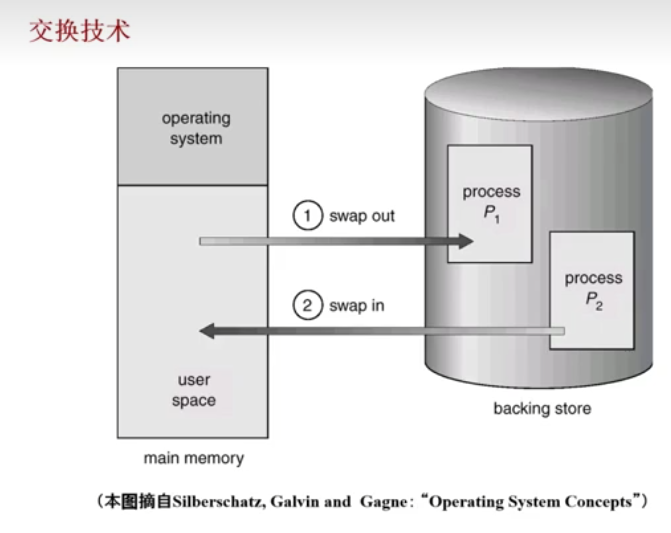 交换技术
operating
system
process
P1
1 swap out
process
P2
2 swap in
user
space
backing store
main memory
（本图摘自Silberschatz, Galvin and Gagne: “Operating System Concepts”）